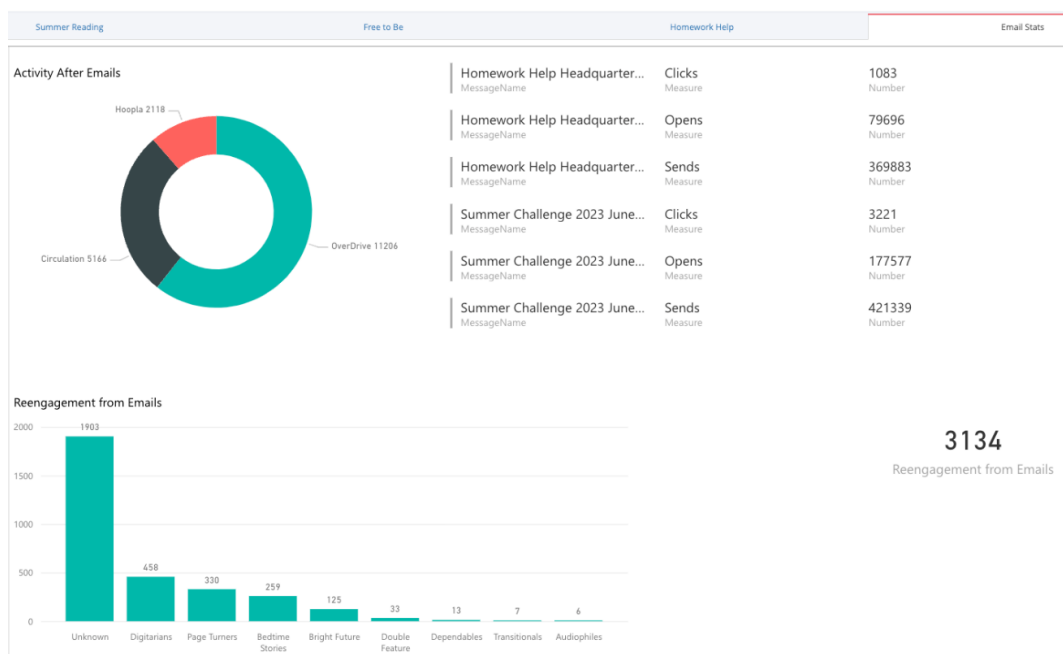 Summer Reading
Free to Be
Homework Help
Email Stats
Activity After Emails
Hoopla 2118
Circulation 5166
OverDrive 11206
Homework Help Headquarter... Clicks 1083
MessageName Measure Number
Homework Help Headquarter... Opens 79696
MessageName Measure Number
Homework Help Headquarter... Sends 369883
MessageName Measure Number
Summer Challenge 2023 June... Clicks 3221
MessageName Measure Number
Summer Challenge 2023 June... Opens 177577
MessageName Measure Number
Summer Challenge 2023 June... Sends 421339
MessageName Measure Number
Reengagement from Emails
2000
1500
1000
500
0
1903
458
330
259
125
33
13
7
6
Unknown
Digitarians
Page Turners
Bedtime
Stories
Bright Future
Double
Feature
Dependables
Transitionals
Audiophiles
3134
Reengagement from Emails